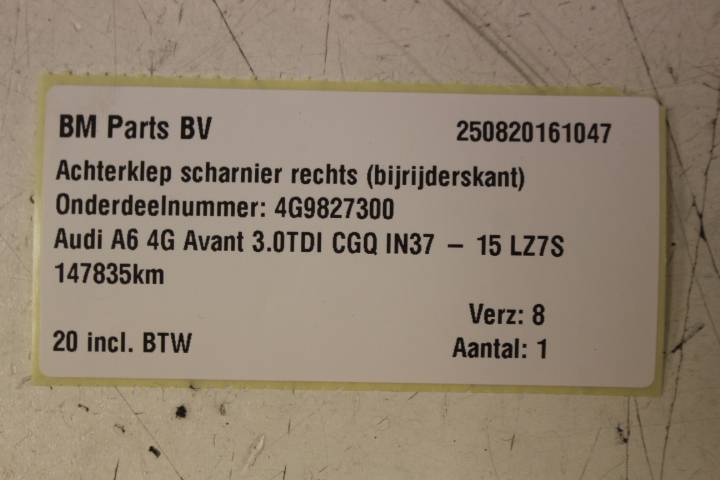 BM Parts BV 250820161047
Achterklep scharnier rechts (bijrijderskant)
Onderdeelnummer: 4G9827300
Audi A6 4G Avant 3.0TDI CGQ IN37 – 15 LZ7S
147835km
Verz: 8
20 incl. BTW Aantal: 1